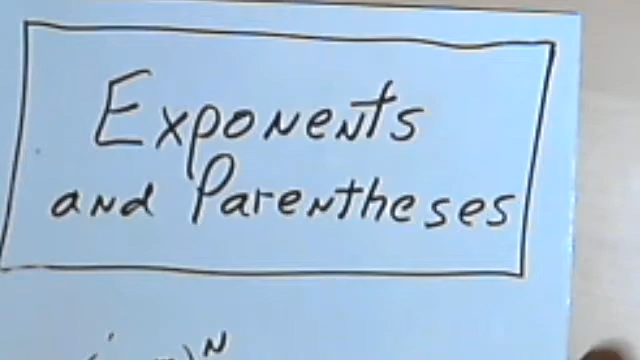 Exponents
and Parentheses
)ᴺ